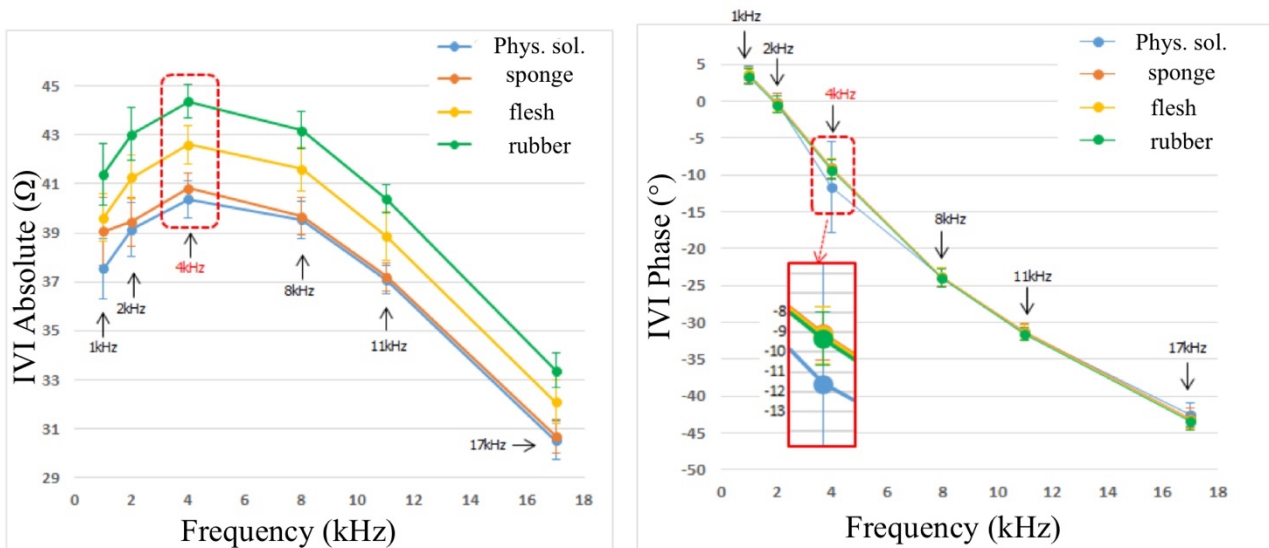 Phys. sol.
sponge
flesh
rubber
IVI Absolute (Ω)
45
43
41
39
37
35
33
31
29
4kHz
2kHz
1kHz
8kHz
11kHz
17kHz
0 2 4 6 8 10 12 14 16 18
Frequency (kHz)
1kHz
2kHz
4kHz
8kHz
11kHz
17kHz
Phys. sol.
sponge
flesh
rubber
IVI Phase (°)
5
0
-5
-10
-15
-20
-25
-30
-35
-40
-45
-50
-8
-9
-10
-11
-12
-13
0 2 4 6 8 10 12 14 16 18
Frequency (kHz)